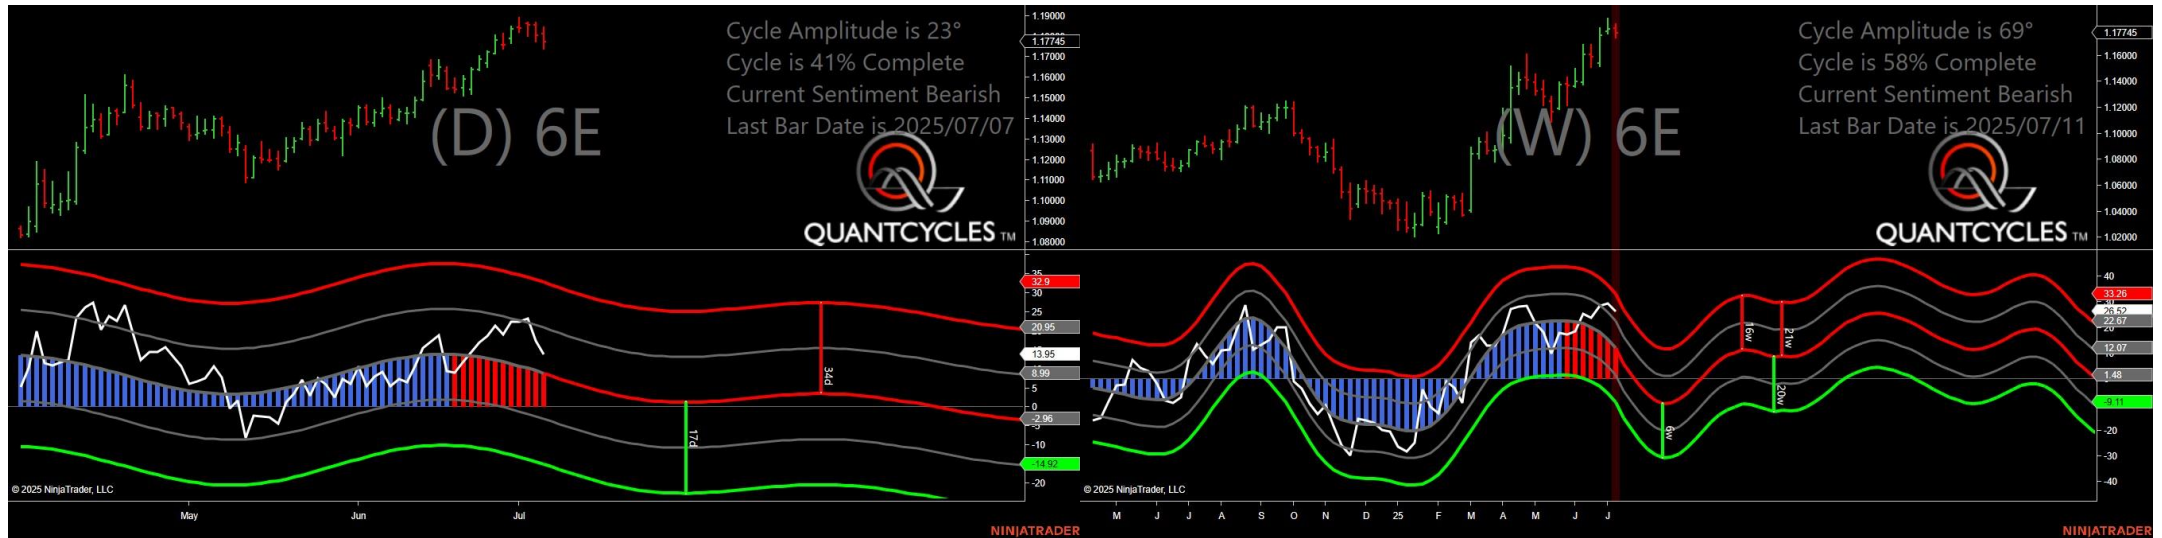 Cycle Amplitude is 23°
Cycle is 41% Complete
Current Sentiment Bearish
Last Bar Date is 2025/07/07
(D) 6E
QUANTCYCLES TM
1.19000
1.17745
1.17000
1.16000
1.15000
1.14000
1.13000
1.12000
1.11000
1.10000
1.09000
1.08000
35
32.9
30
25
20.95
13.95
8.99
5
0
-2.96
-5
-10
-14.92
-20
34d
17d
© 2025 NinjaTrader, LLC
May Jun Jul
NINJATRADER
Cycle Amplitude is 69°
Cycle is 58% Complete
Current Sentiment Bearish
Last Bar Date is 2025/07/11
(W) 6E
QUANTCYCLES TM
1.17745
1.16000
1.14000
1.12000
1.10000
1.08000
1.06000
1.04000
1.02000
40
33.26
26.52
22.67
20
12.07
1.48
-9.11
-20
-30
-40
16w
21w
20w
6w
© 2025 NinjaTrader, LLC
M J J A S O N D 25 F M A M J J
NINJATRADER